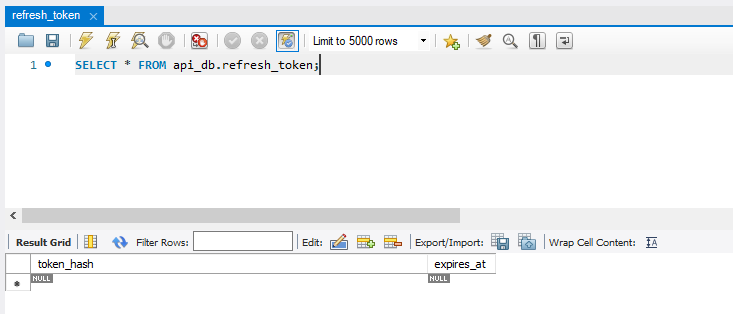 refresh_token
Limit to 5000 rows
1 SELECT * FROM api_db.refresh_token;
Result Grid Filter Rows: Edit: Export/Import: Wrap Cell Content:
token_hash expires_at
NULL NULL